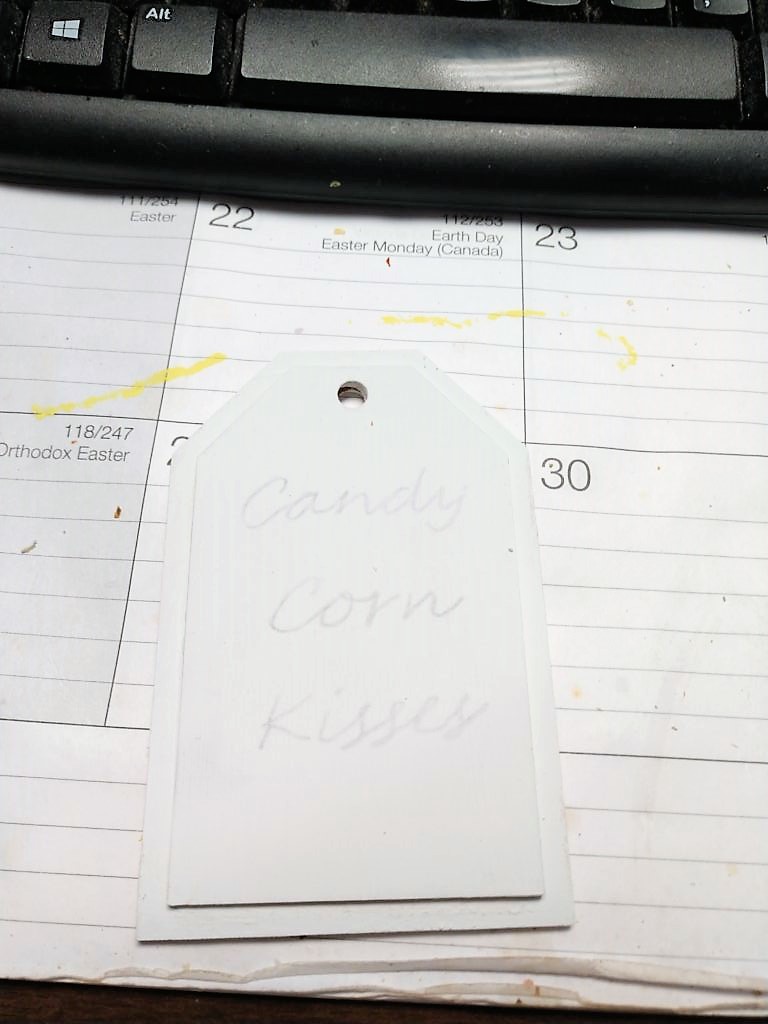 Alt
111/254
Easter
22
112/253
Earth Day
Easter Monday (Canada)
23
118/247
Orthodox Easter
30
Candy
Corn
Kisses